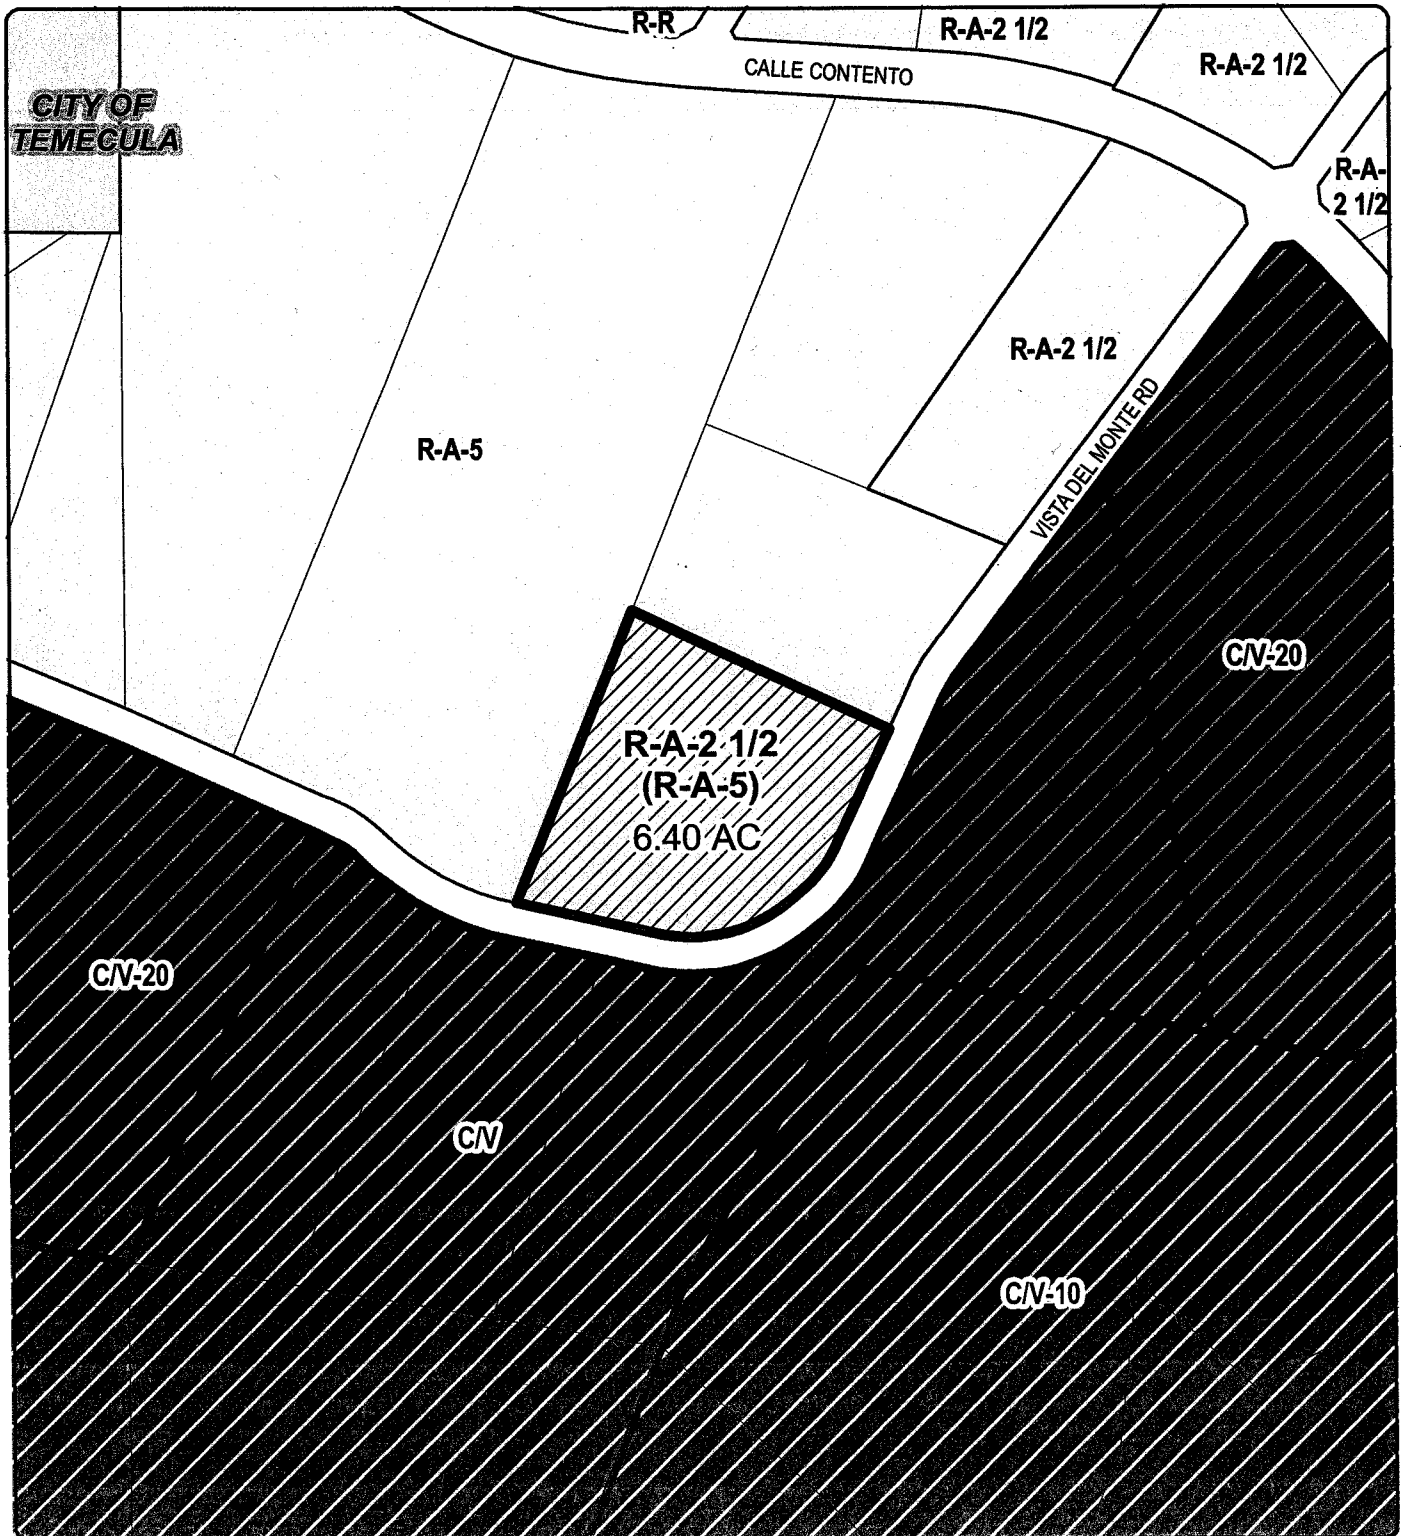 R-R
R-A-2 1/2
R-A-2 1/2
CALLE CONTENTO
CITY OF
TEMECULA
R-A-
2 1/2
R-A-2 1/2
VISTA DEL MONTE RD
R-A-5
C/V-20
R-A-2 1/2
(R-A-5)
6.40 AC
C/V-20
C/V
C/V-10